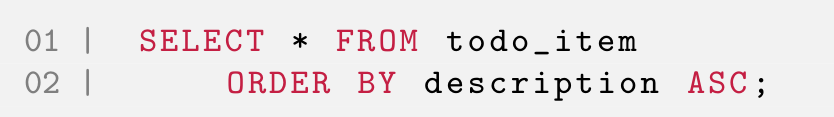 01 | SELECT * FROM todo_item
02 | ORDER BY description ASC;